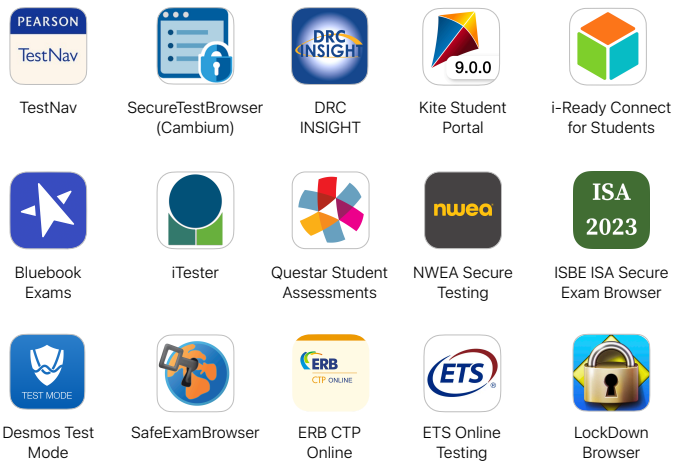 PEARSON
TestNav
DRC
INSIGHT
9.0.0
TestNav
SecureTestBrowser
(Cambium)
DRC
INSIGHT
Kite Student
Portal
i-Ready Connect
for Students
nwea
ISA
2023
Bluebook
Exams
iTester
Questar Student
Assessments
NWEA Secure
Testing
ISBE ISA Secure
Exam Browser
TEST MODE
ERB
CTP ONLINE
ETS®
Desmos Test
Mode
SafeExamBrowser
ERB CTP
Online
ETS Online
Testing
LockDown
Browser